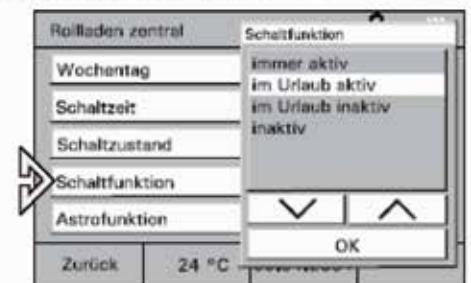 Rollladen zentral
Wochentag
Schaltzeit
Schaltzustand
Schaltfunktion
Astrofunktion
Zurück
24 °C
Schaltfunktion
immer aktiv
im Urlaub aktiv
im Urlaub inaktiv
inaktiv
OK